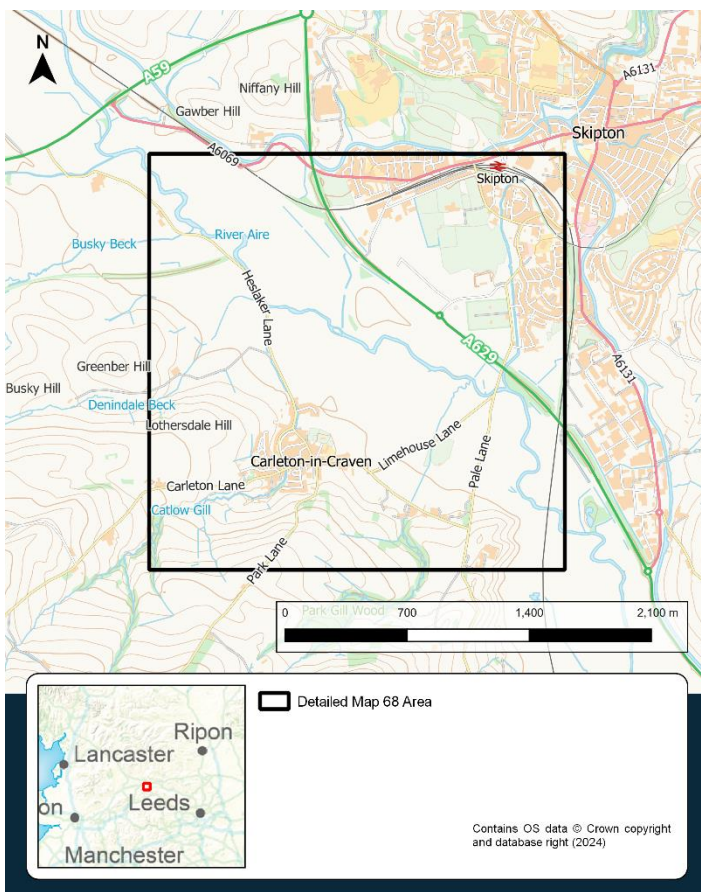 N
A59
Niffany Hill
Gawber Hill
A6131
Skipton
A6069
Skipton
River Aire
Busky Beck
Heslaker Lane
A629
Greenber Hill
A6131
Busky Hill
Denindale Beck
Lothersdale Hill
Limehouse Lane
Carleton-in-Craven
Pale Lane
Carleton Lane
Catlow Gill
Park Lane
Park Gill Wood
0 700 1,400 2,100 m
Detailed Map 68 Area
Ripon
Lancaster
Leeds
on
Manchester
Contains OS data © Crown copyright
and database right (2024)